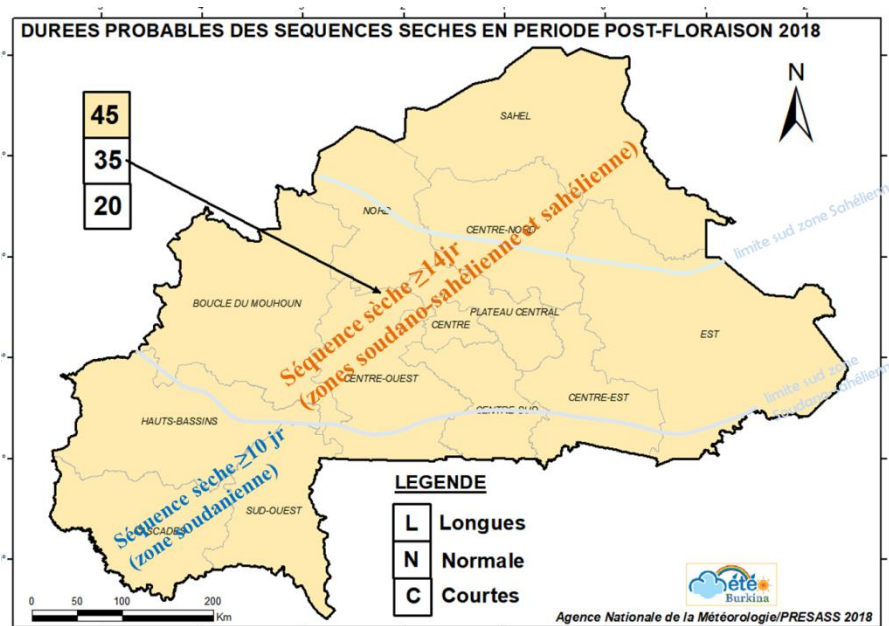 DUREES PROBABLES DES SEQUENCES SECHES EN PERIODE POST-FLORAISON 2018
N
45
35
20
SAHEL
NORD
CENTRE-NORD
limite sud zone Sahélienne
BOUCLE DU MOUHOUN
Séquence sèche ≥14jr
(zones soudano-sahélienne et sahélienne)
PLATEAU CENTRAL
CENTRE
EST
CENTRE-OUEST
CENTRE-EST
CENTRE-SUD
limite sud zone
Soudano-sahélienne
HAUTS-BASSINS
Séquence sèche ≥10 jr
(zone soudanienne)
SUD-OUEST
CASCADES
LEGENDE
L Longues
N Normale
C Courtes
0 50 100 200
Km
Météo
Burkina
Agence Nationale de la Météorologie/PRESASS 2018